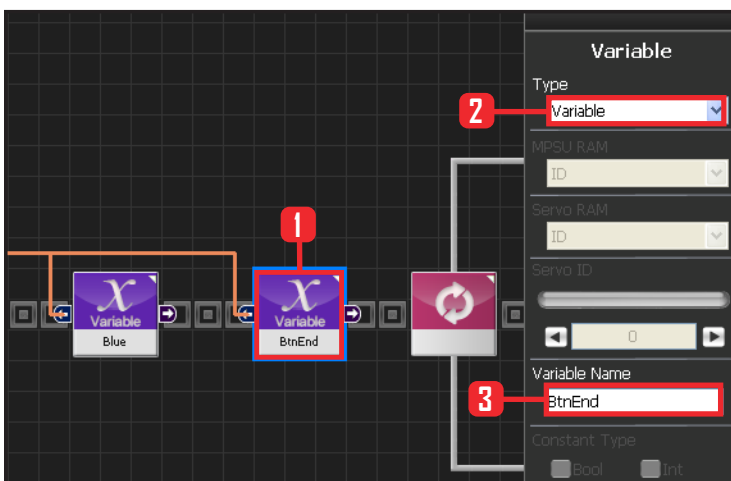 Variable
Type
2
Variable
MPSU RAM
ID
Servo RAM
ID
1
Servo ID
X
Variable
Blue
X
Variable
BtnEnd
0
Variable Name
3
BtnEnd
Constant Type
Bool
Int